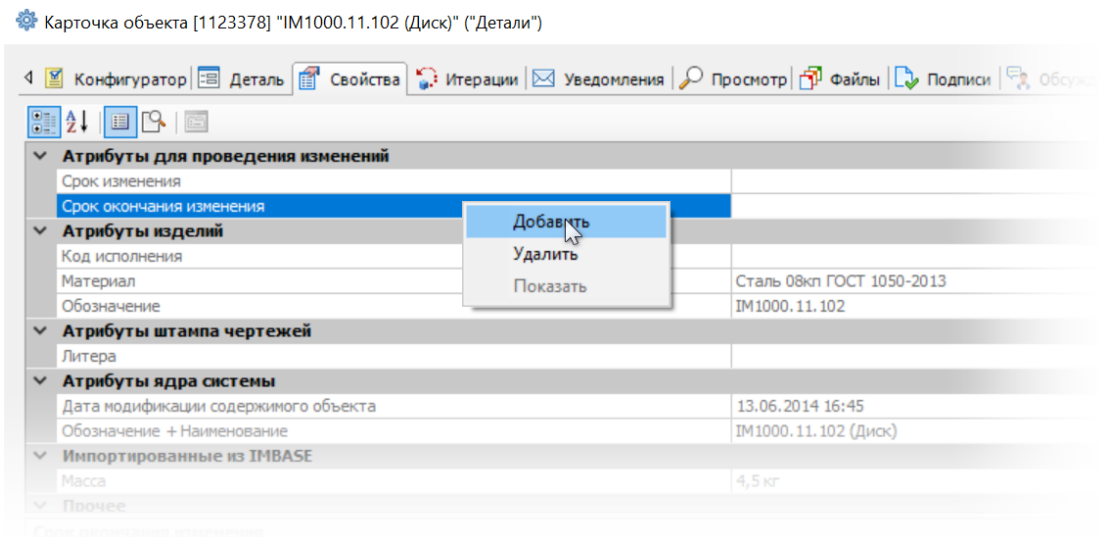 Карточка объекта [1123378] "IM1000.11.102 (Диск)" ("Детали")
Конфигуратор Деталь Свойства Итерации Уведомления Просмотр Файлы Подписи
Атрибуты для проведения изменений
Срок изменения
Срок окончания изменения
Добавить
Атрибуты изделий
Код исполнения
Удалить
Материал Сталь 08кп ГОСТ 1050-2013
Показать
Обозначение IM1000.11.102
Атрибуты штампа чертежей
Литера
Атрибуты ядра системы
Дата модификации содержимого объекта 13.06.2014 16:45
Обозначение + Наименование IM1000.11.102 (Диск)
Импортированные из IMBASE
Масса 4,5 кг
Прочее
Срок окончания изменения